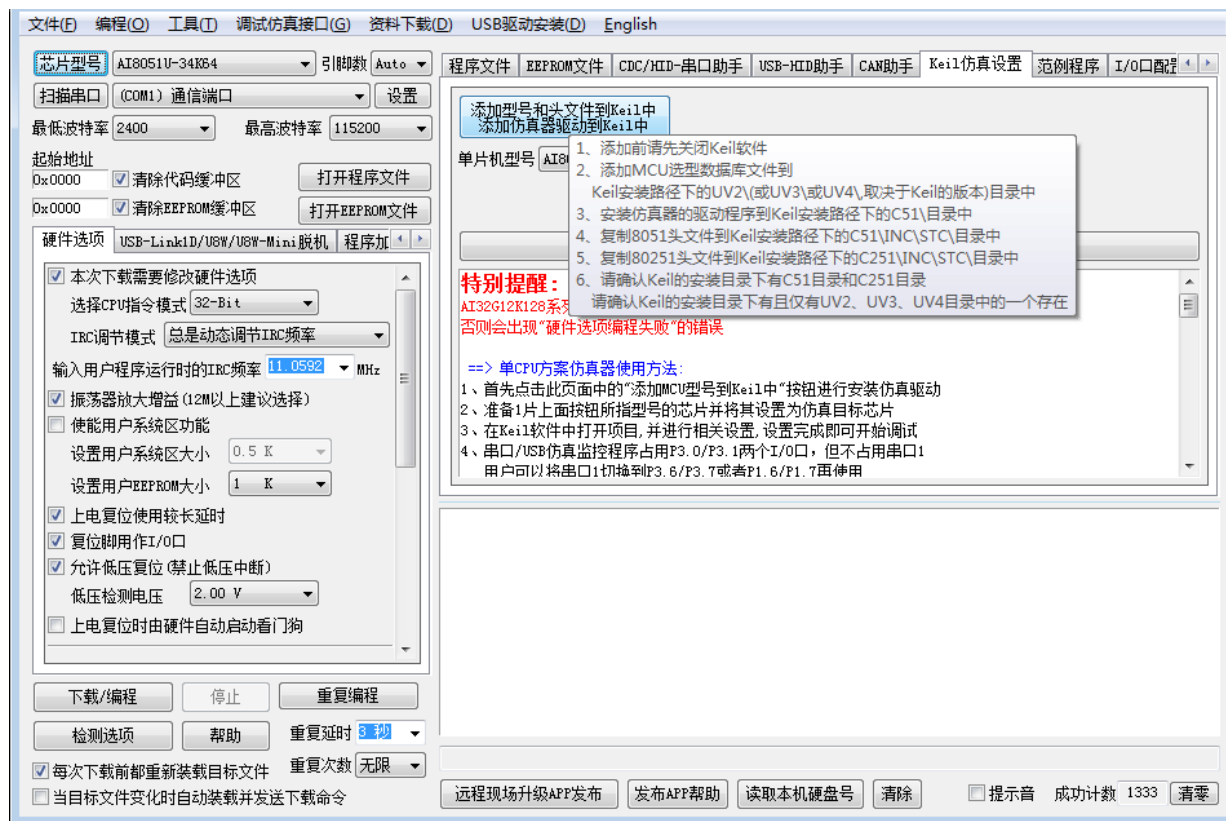 文件(F) 编程(O) 工具(T) 调试仿真接口(G) 资料下载(D) USB驱动安装(D) English
芯片型号 AI8051U-34K64 引脚数 Auto
扫描串口 (COM1) 通信端口 设置
最低波特率 2400 最高波特率 115200
起始地址
0x0000 清除代码缓冲区 打开程序文件
0x0000 清除EEPROM缓冲区 打开EEPROM文件
硬件选项 USB-Link1D/U8W/U8W-Mini脱机 程序加
本次下载需要修改硬件选项
选择CPU指令模式 32-Bit
IRC调节模式 总是动态调节IRC频率
输入用户程序运行时的IRC频率 11.0592 MHz
振荡器放大增益(12M以上建议选择)
使能用户系统区功能
设置用户系统区大小 0.5 K
设置用户EEPROM大小 1 K
上电复位使用较长延时
复位脚用作I/O口
允许低压复位(禁止低压中断)
低压检测电压 2.00 V
上电复位时由硬件自动启动看门狗
下载/编程 停止 重复编程
检测选项 帮助 重复延时 3 秒
每次下载前都重新装载目标文件 重复次数 无限
当目标文件变化时自动装载并发送下载命令
程序文件 EEPROM文件 CDC/HID-串口助手 USB-HID助手 CAN助手 Keil仿真设置 范例程序 I/O口配
添加型号和头文件到Keil中
添加仿真器驱动到Keil中
单片机型号 AI8
1、添加前请先关闭Keil软件
2、添加MCU选型数据库文件到
Keil安装路径下的UV2\(或UV3\或UV4\,取决于Keil的版本)目录中
3、安装仿真器的驱动程序到Keil安装路径下的C51\目录中
4、复制8051头文件到Keil安装路径下的C51\INC\STC\目录中
5、复制80251头文件到Keil安装路径下的C251\INC\STC\目录中
6、请确认Keil的安装目录下有C51目录和C251目录
请确认Keil的安装目录下有且仅有UV2、UV3、UV4目录中的一个存在
特别提醒：
AI32G12K128系
否则会出现"硬件选项编程失败"的错误
==> 单CPU方案仿真器使用方法:
1、首先点击此页面中的"添加MCU型号到Keil中"按钮进行安装仿真驱动
2、准备1片上面按钮所指型号的芯片并将其设置为仿真目标芯片
3、在Keil软件中打开项目,并进行相关设置,设置完成即可开始调试
4、串口/USB仿真监控程序占用P3.0/P3.1两个I/O口，但不占用串口1
用户可以将串口1切换到P3.6/P3.7或者P1.6/P1.7再使用
远程现场升级APP发布 发布APP帮助 读取本机硬盘号 清除 提示音 成功计数 1333 清零